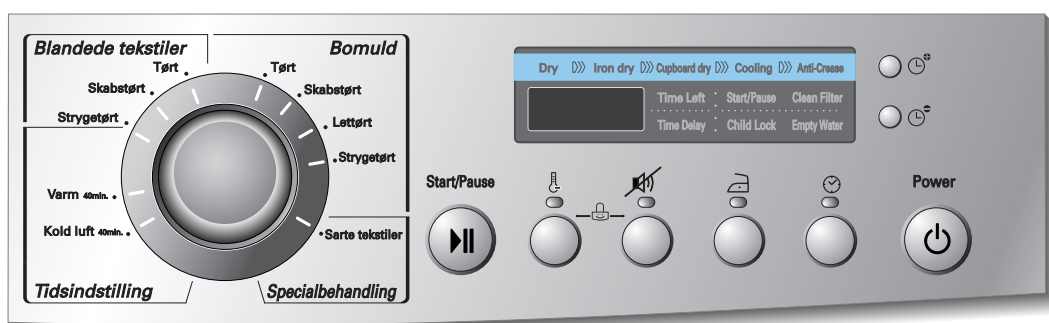 Blandede tekstiler
Bomuld
Tørt
Skabstørt
Strygetørt
Tørt
Skabstørt
Lettørt
Strygetørt
Varm 40min.
Kold luft 40min.
Sarte tekstiler
Tidsindstilling
Specialbehandling
Dry Iron dry Cupboard dry Cooling Anti-Crease
Time Left Start/Pause Clean Filter
Time Delay Child Lock Empty Water
Start/Pause
Power